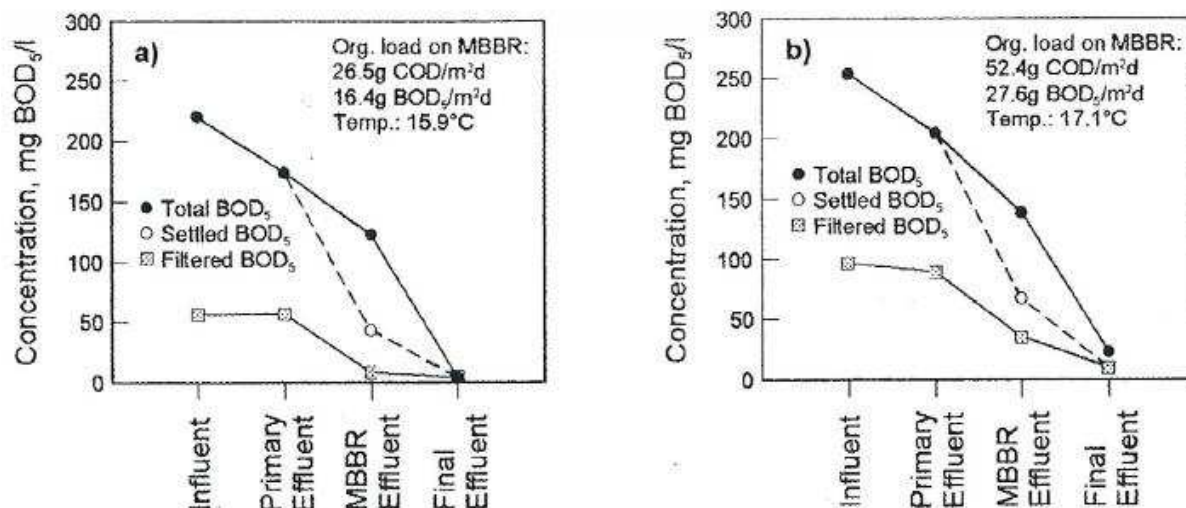 Concentration, mg BOD₅/l
300
250
200
150
100
50
0
a)
Org. load on MBBR:
26.5g COD/m²d
16.4g BOD₅/m²d
Temp.: 15.9°C
Total BOD₅
Settled BOD₅
Filtered BOD₅
Influent
Primary
Effluent
MBBR
Effluent
Final
Effluent
Concentration, mg BOD₅/l
300
250
200
150
100
50
0
b)
Org. load on MBBR:
52.4g COD/m²d
27.6g BOD₅/m²d
Temp.: 17.1°C
Total BOD₅
Settled BOD₅
Filtered BOD₅
Influent
Primary
Effluent
MBBR
Effluent
Final
Effluent